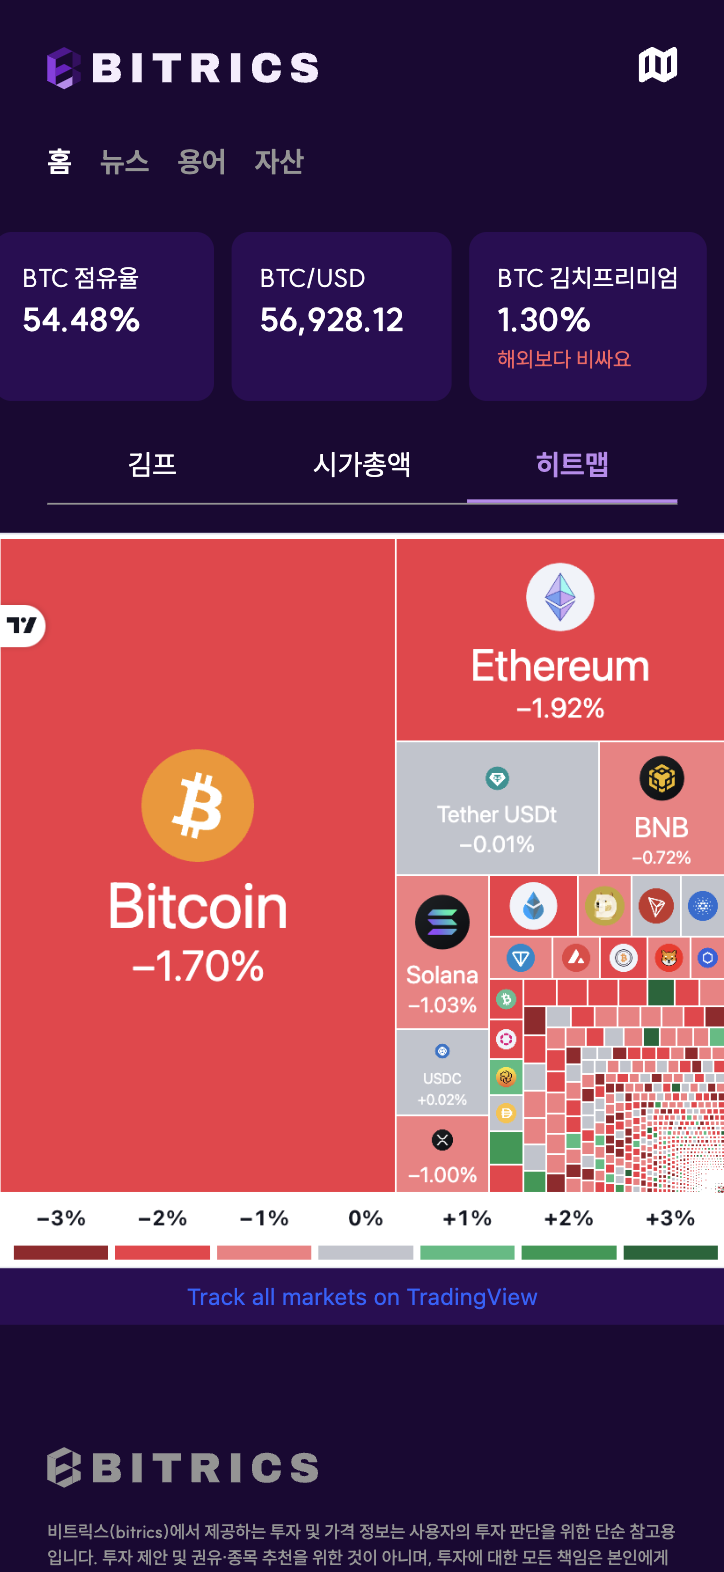 BITRICS
홈 뉴스 용어 자산
BTC 점유율
54.48%
BTC/USD
56,928.12
BTC 김치프리미엄
1.30%
해외보다 비싸요
김프 시가총액 히트맵
Bitcoin
−1.70%
Ethereum
−1.92%
Tether USDt
−0.01%
BNB
−0.72%
Solana
−1.03%
USDC
+0.02%
−1.00%
−3% −2% −1% 0% +1% +2% +3%
Track all markets on TradingView
BITRICS
비트릭스(bitrics)에서 제공하는 투자 및 가격 정보는 사용자의 투자 판단을 위한 단순 참고용
입니다. 투자 제안 및 권유·종목 추천을 위한 것이 아니며, 투자에 대한 모든 책임은 본인에게